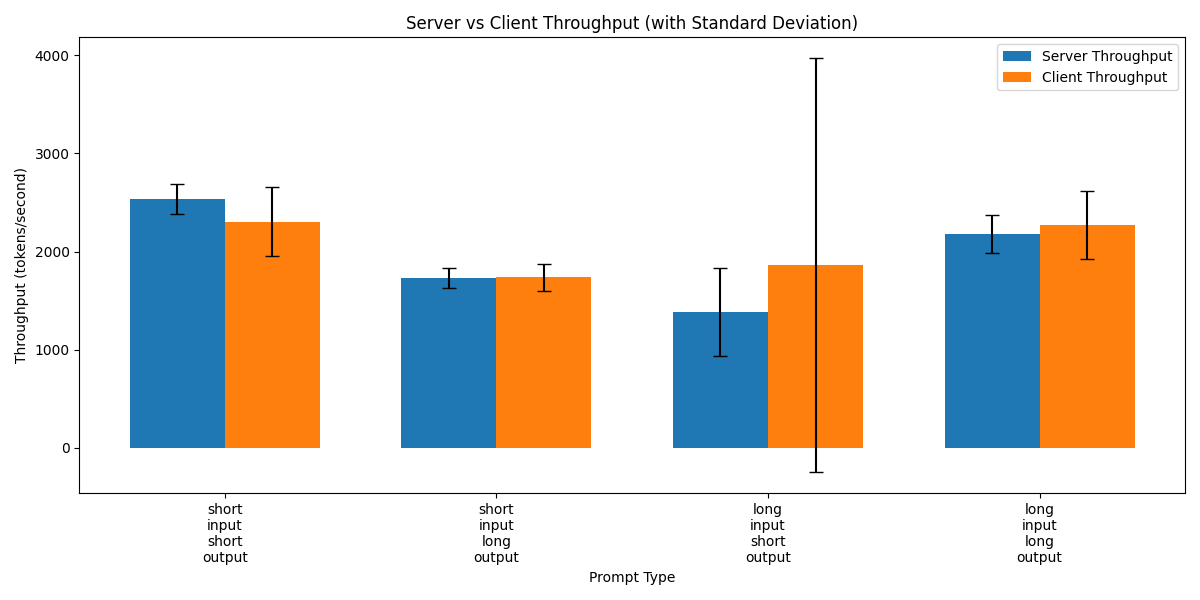 Server vs Client Throughput (with Standard Deviation)
Server Throughput
Client Throughput
Throughput (tokens/second)
4000
3000
2000
1000
0
short
input
short
output
short
input
long
output
long
input
short
output
long
input
long
output
Prompt Type